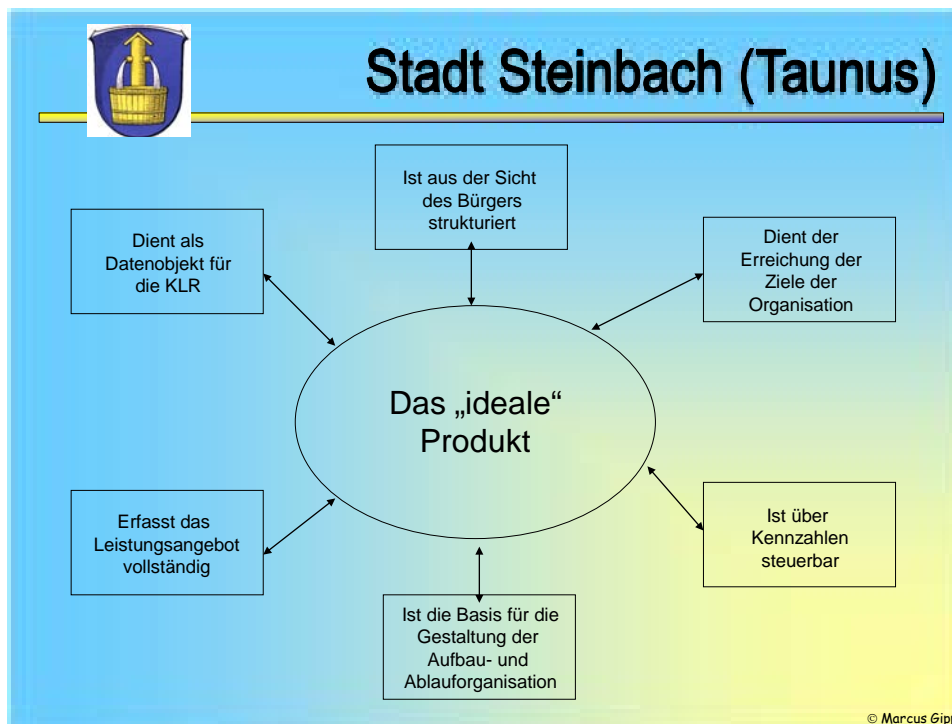 Stadt Steinbach (Taunus)
Ist aus der Sicht
des Bürgers
strukturiert
Dient als
Datenobjekt für
die KLR
Dient der
Erreichung der
Ziele der
Organisation
Das „ideale“
Produkt
Erfasst das
Leistungsangebot
vollständig
Ist über
Kennzahlen
steuerbar
Ist die Basis für die
Gestaltung der
Aufbau- und
Ablauforganisation
© Marcus Gip